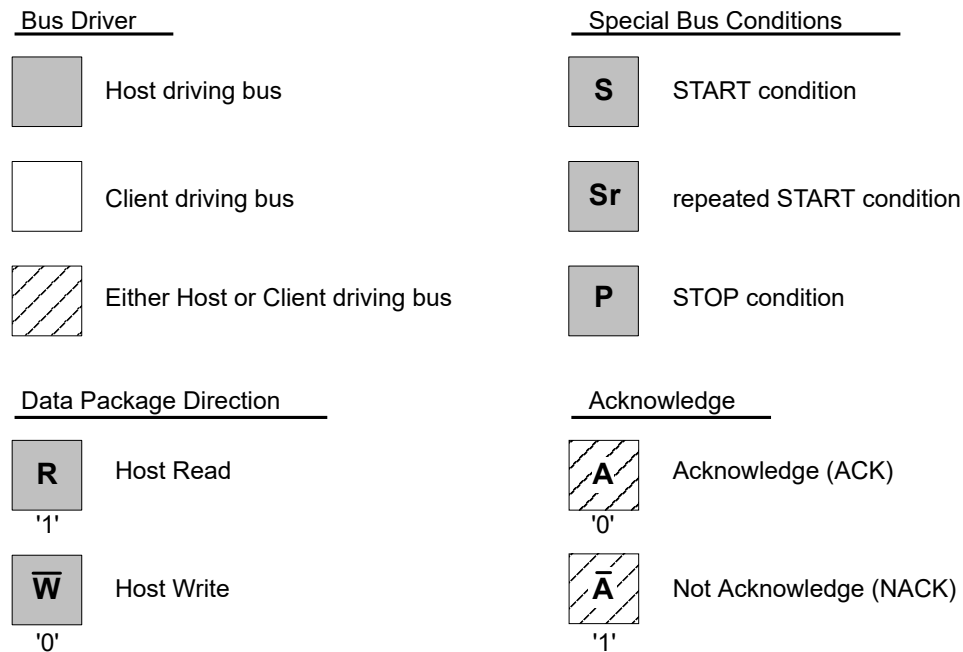 Bus Driver
Host driving bus
Client driving bus
Either Host or Client driving bus
Special Bus Conditions
S START condition
Sr repeated START condition
P STOP condition
Data Package Direction
R Host Read
'1'
W̅ Host Write
'0'
Acknowledge
A Acknowledge (ACK)
'0'
A̅ Not Acknowledge (NACK)
'1'